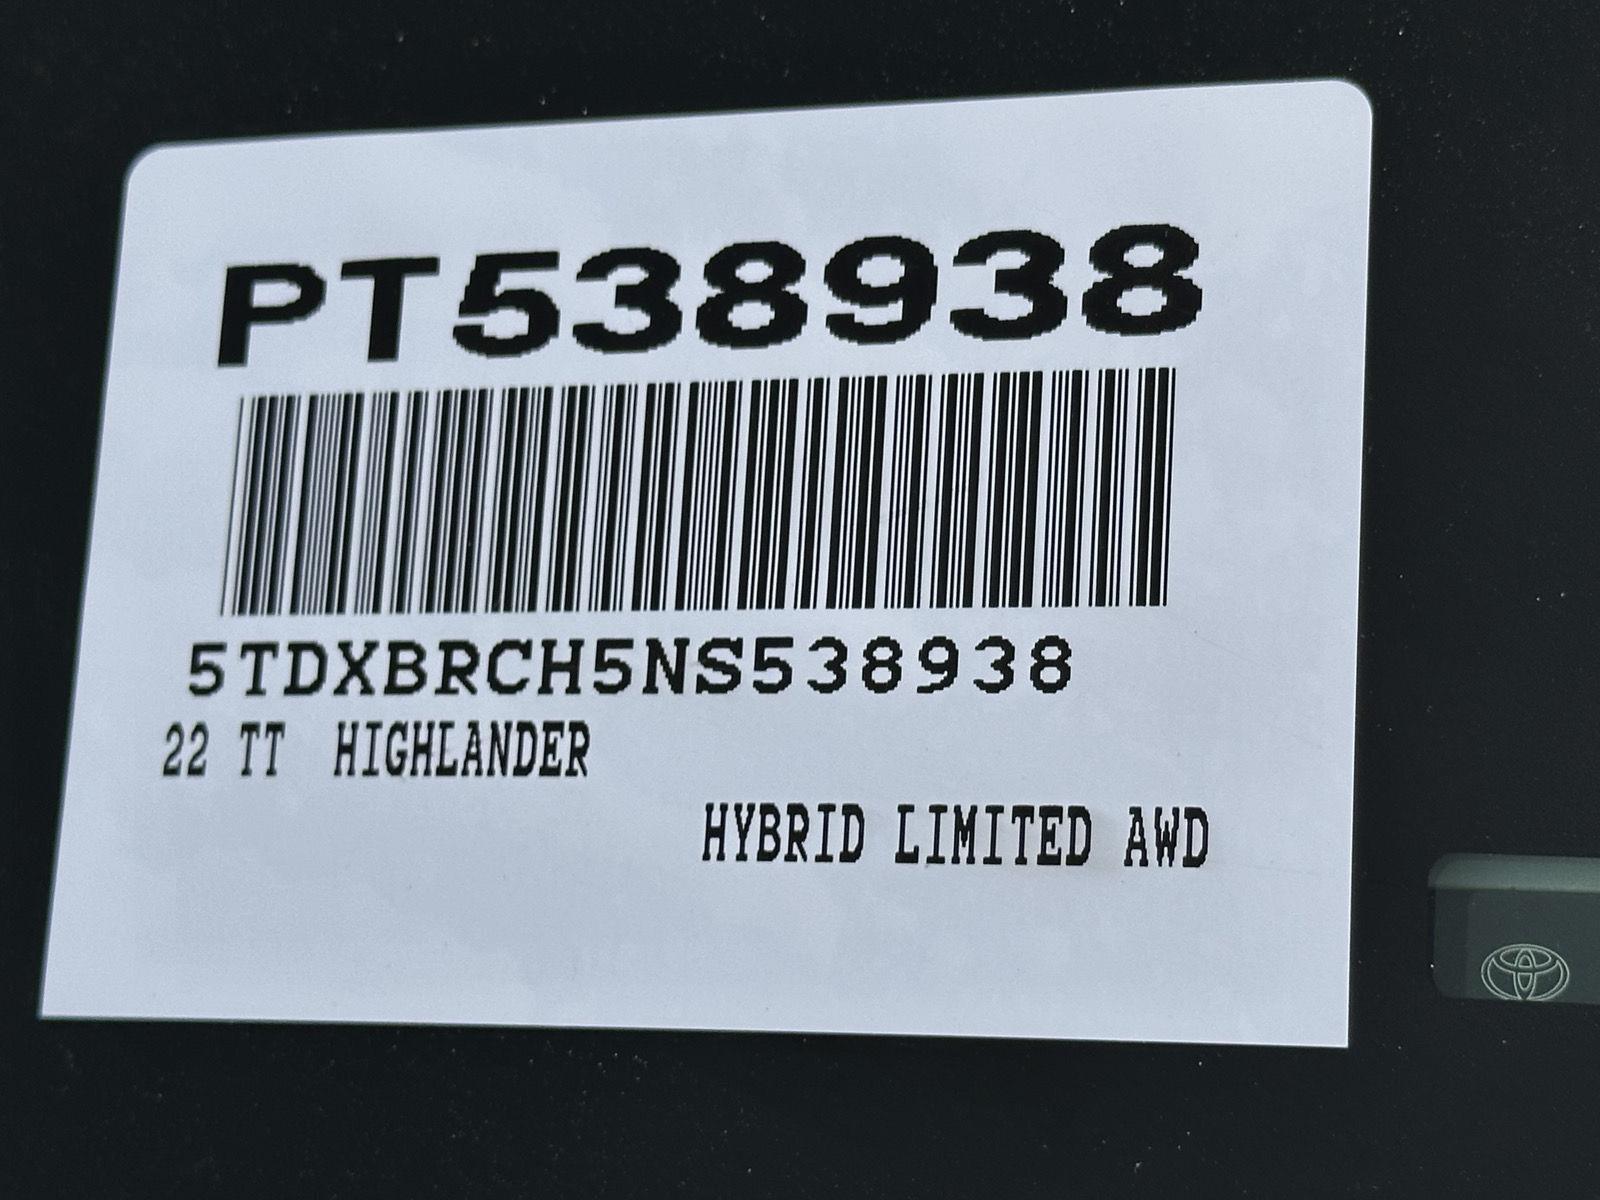 PT538938
5TDXBRCH5NS538938
22 TT HIGHLANDER
HYBRID LIMITED AWD